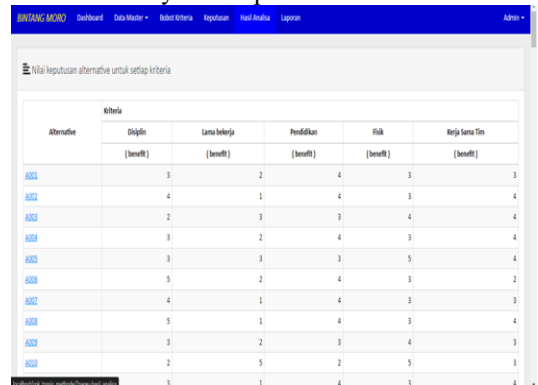 BINTANG MORO Dashboard Data Master Bobot Kriteria Keputusan Hasil Analisa Laporan Admin
Nilai keputusan alternative untuk setiap kriteria
Kriteria
Alternative Disiplin Lama bekerja Pendidikan Fisik Kerja Sama Tim
( benefit ) ( benefit ) ( benefit ) ( benefit ) ( benefit )
A001 3 2 4 3 3
A002 4 1 4 3 4
A003 2 3 3 4 4
A004 3 2 4 3 4
A005 3 3 3 5 4
A006 5 2 4 3 2
A007 4 1 4 3 3
A008 5 1 4 3 4
A009 3 2 3 4 3
A010 2 5 2 5 3
3 1 4 3 4